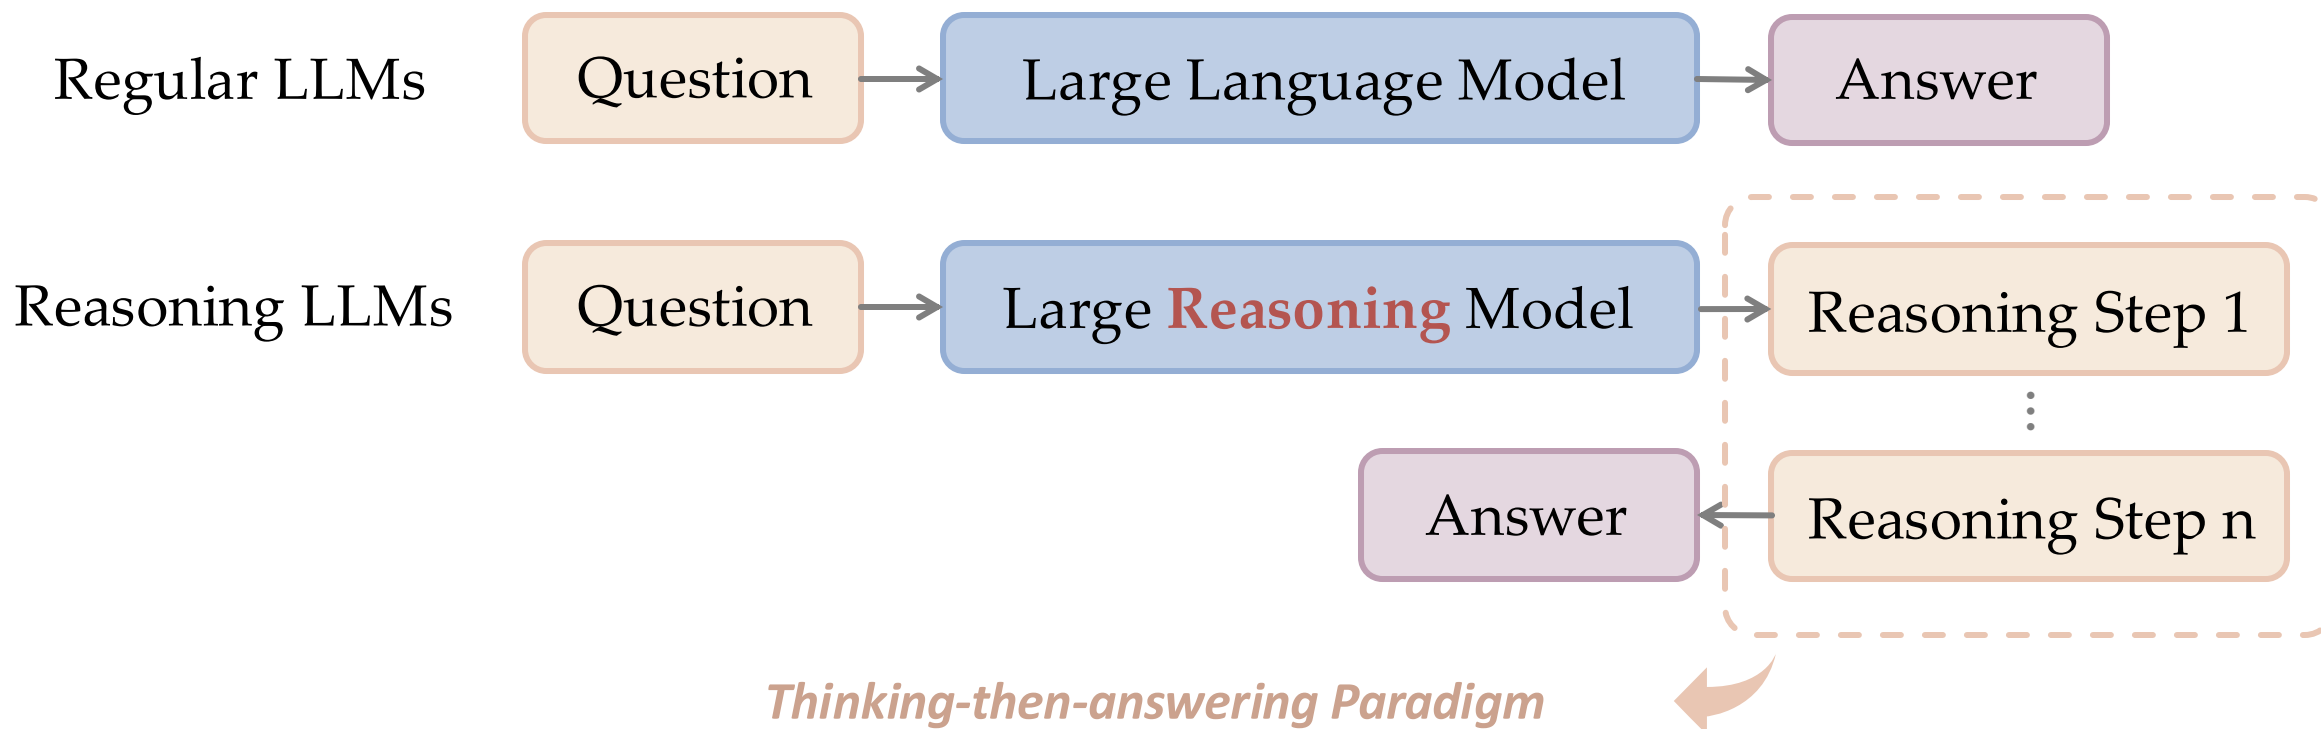 Regular LLMs
Question
Large Language Model
Answer
Reasoning LLMs
Question
Large Reasoning Model
Reasoning Step 1
Reasoning Step n
Answer
Thinking-then-answering Paradigm